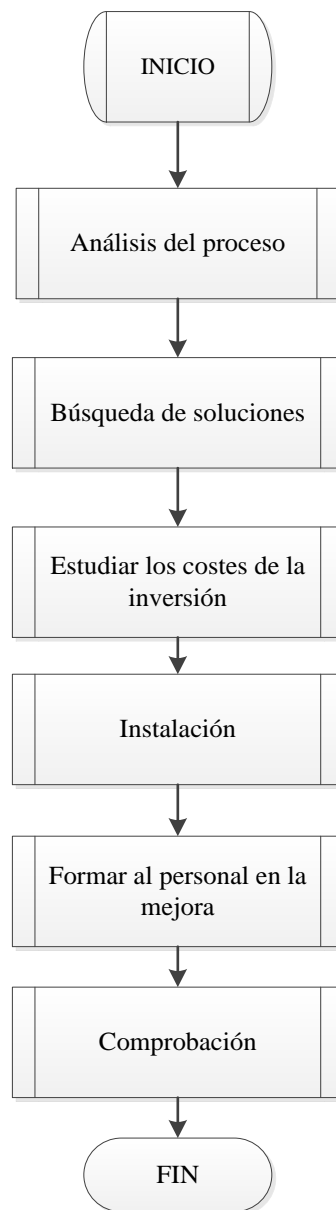 INICIO
Análisis del proceso
Búsqueda de soluciones
Estudiar los costes de la
inversión
Instalación
Formar al personal en la
mejora
Comprobación
FIN